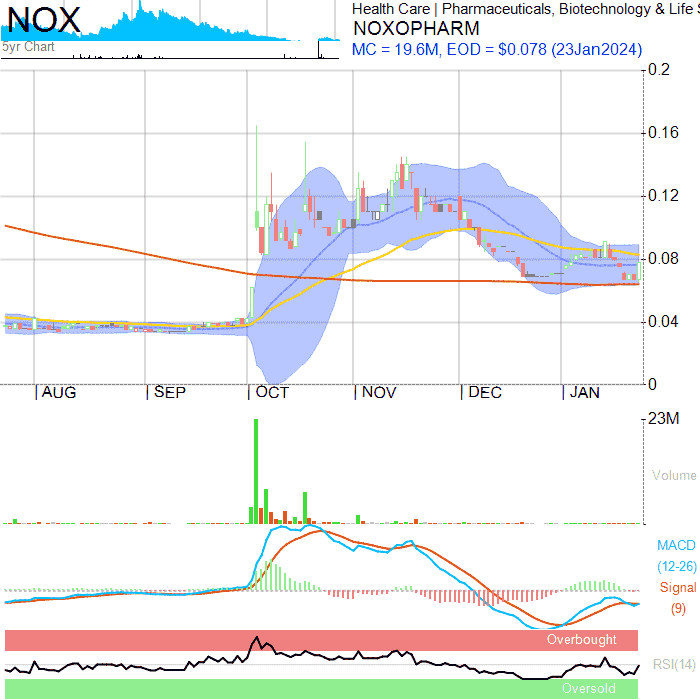 NOX
5yr Chart
Health Care | Pharmaceuticals, Biotechnology & Life S
NOXOPHARM
MC = 19.6M, EOD = $0.078 (23Jan2024)
0.2
0.16
0.12
0.08
0.04
0
| AUG | SEP | OCT | NOV | DEC | JAN
23M
Volume
MACD
(12-26)
Signal
(9)
Overbought
RSI(14)
Oversold